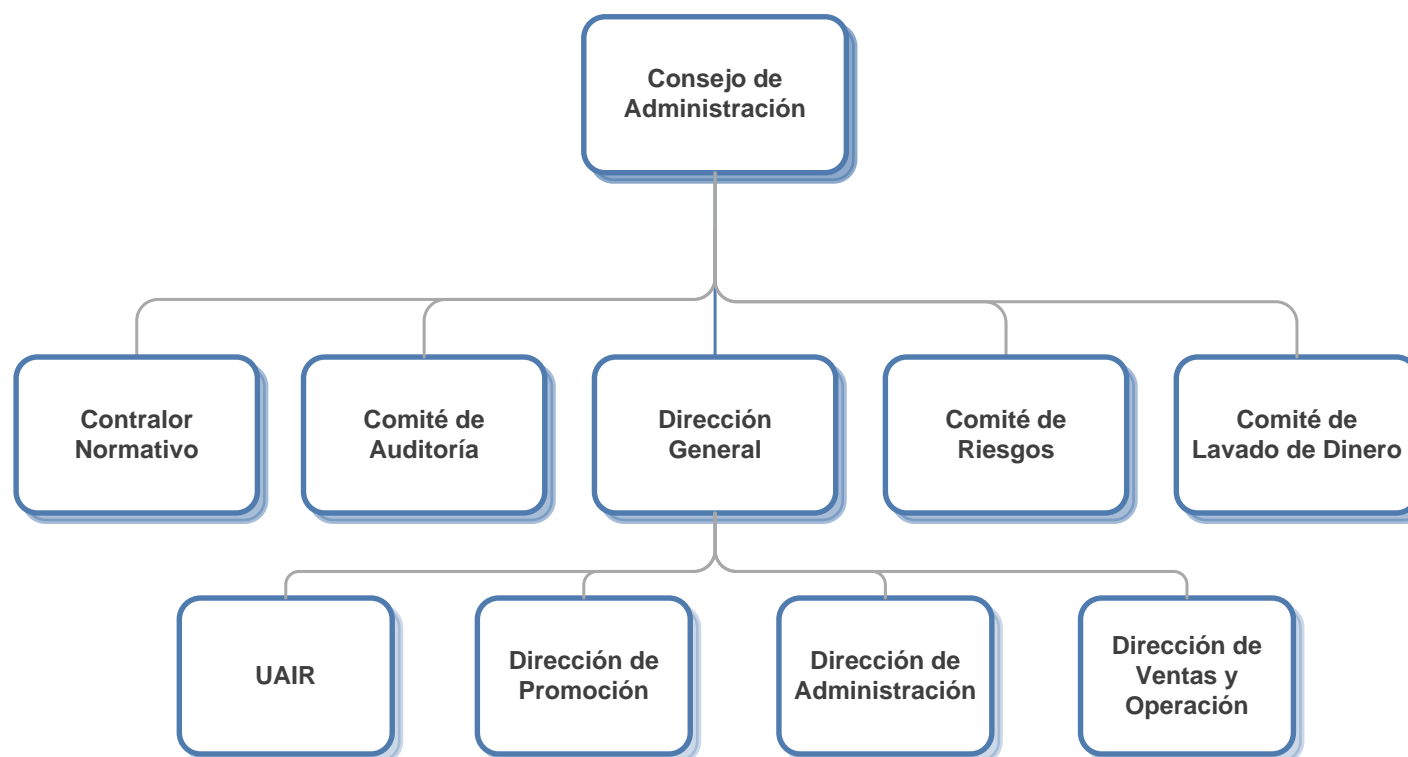 Consejo de
Administración
Contralor
Normativo
Comité de
Auditoría
Dirección
General
Comité de
Riesgos
Comité de
Lavado de Dinero
UAIR
Dirección de
Promoción
Dirección de
Administración
Dirección de
Ventas y
Operación